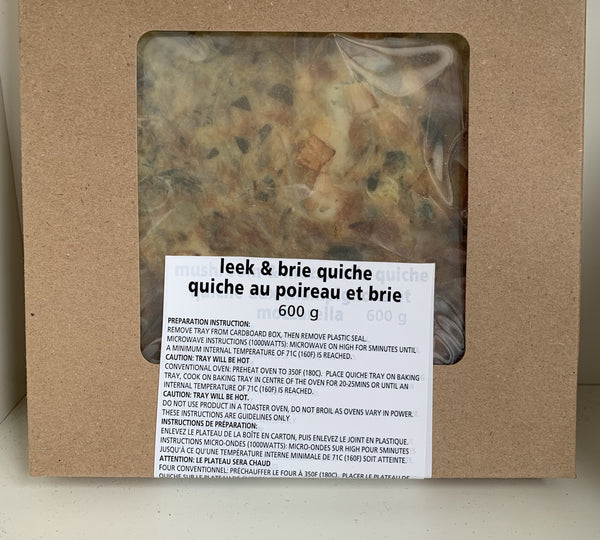 leek & brie quiche
quiche au poireau et brie
600 g
PREPARATION INSTRUCTION:
REMOVE TRAY FROM CARDBOARD BOX, THEN REMOVE PLASTIC SEAL.
MICROWAVE INSTRUCTIONS (1000WATTS): MICROWAVE ON HIGH FOR 5MINUTES UNTIL
A MINIMUM INTERNAL TEMPERATURE OF 71C (160F) IS REACHED.
CAUTION: TRAY WILL BE HOT
CONVENTIONAL OVEN: PREHEAT OVEN TO 350F (180C). PLACE QUICHE TRAY ON BAKING
TRAY, COOK ON BAKING TRAY IN CENTRE OF THE OVEN FOR 20-25MINS OR UNTIL AN
INTERNAL TEMPERATURE OF 71C (160F) IS REACHED.
CAUTION: TRAY WILL BE HOT.
DO NOT USE PRODUCT IN A TOASTER OVEN, DO NOT BROIL AS OVENS VARY IN POWER.
THESE INSTRUCTIONS ARE GUIDELINES ONLY
INSTRUCTIONS DE PRÉPARATION:
ENLEVEZ LE PLATEAU DE LA BOÎTE EN CARTON, PUIS ENLEVEZ LE JOINT EN PLASTIQUE.
INSTRUCTIONS MICRO-ONDES (1000WATTS): MICRO-ONDES SUR HIGH POUR 5MINUTES
JUSQU'À CE QU'UNE TEMPÉRATURE INTERNE MINIMALE DE 71C (160F) SOIT ATTEINTE.
ATTENTION: LE PLATEAU SERA CHAUD
FOUR CONVENTIONNEL: PRÉCHAUFFER LE FOUR À 350F (180C). PLACER LE PLATEAU DE